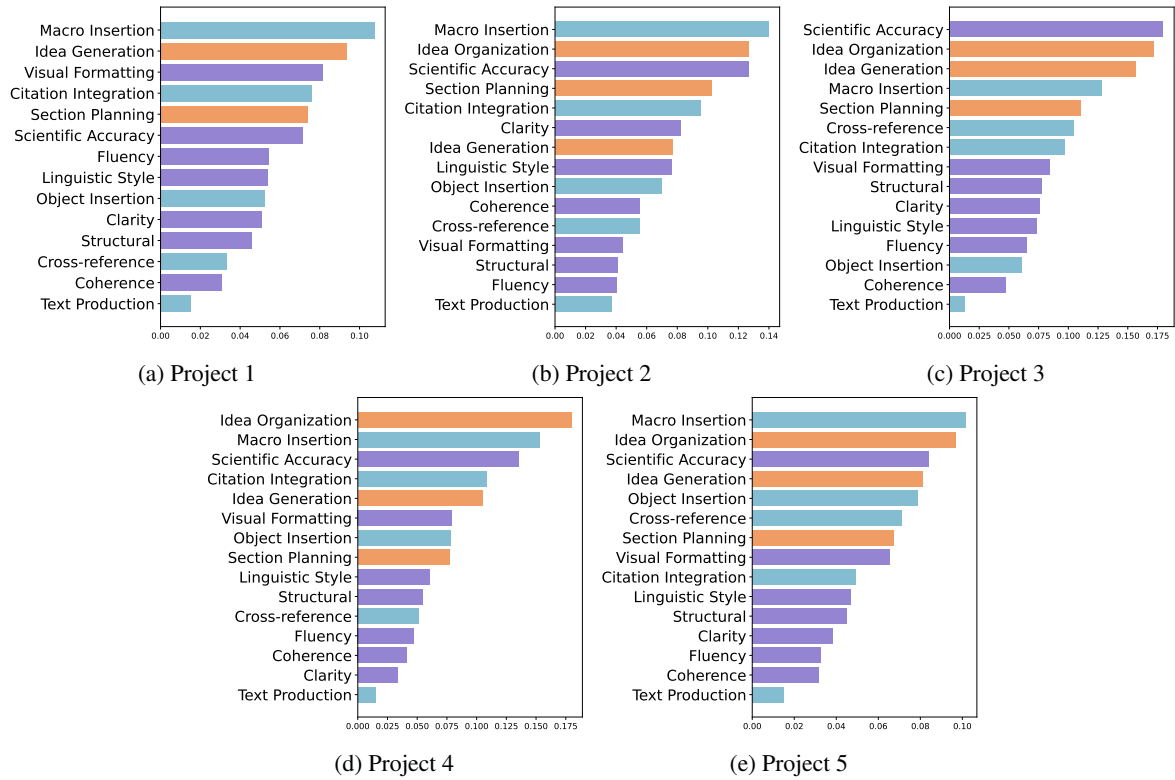 Macro Insertion
Idea Generation
Visual Formatting
Citation Integration
Section Planning
Scientific Accuracy
Fluency
Linguistic Style
Object Insertion
Clarity
Structural
Cross-reference
Coherence
Text Production
0.00 0.02 0.04 0.06 0.08 0.10
(a) Project 1
Macro Insertion
Idea Organization
Scientific Accuracy
Section Planning
Citation Integration
Clarity
Idea Generation
Linguistic Style
Object Insertion
Coherence
Cross-reference
Visual Formatting
Structural
Fluency
Text Production
0.00 0.02 0.04 0.06 0.08 0.10 0.12 0.14
(b) Project 2
Scientific Accuracy
Idea Organization
Idea Generation
Macro Insertion
Section Planning
Cross-reference
Citation Integration
Visual Formatting
Structural
Clarity
Linguistic Style
Fluency
Object Insertion
Coherence
Text Production
0.000 0.025 0.050 0.075 0.100 0.125 0.150 0.175
(c) Project 3
Idea Organization
Macro Insertion
Scientific Accuracy
Citation Integration
Idea Generation
Visual Formatting
Object Insertion
Section Planning
Linguistic Style
Structural
Cross-reference
Fluency
Coherence
Clarity
Text Production
0.000 0.025 0.050 0.075 0.100 0.125 0.150 0.175
(d) Project 4
Macro Insertion
Idea Organization
Scientific Accuracy
Idea Generation
Object Insertion
Cross-reference
Section Planning
Visual Formatting
Citation Integration
Linguistic Style
Structural
Clarity
Fluency
Coherence
Text Production
0.00 0.02 0.04 0.06 0.08 0.10
(e) Project 5